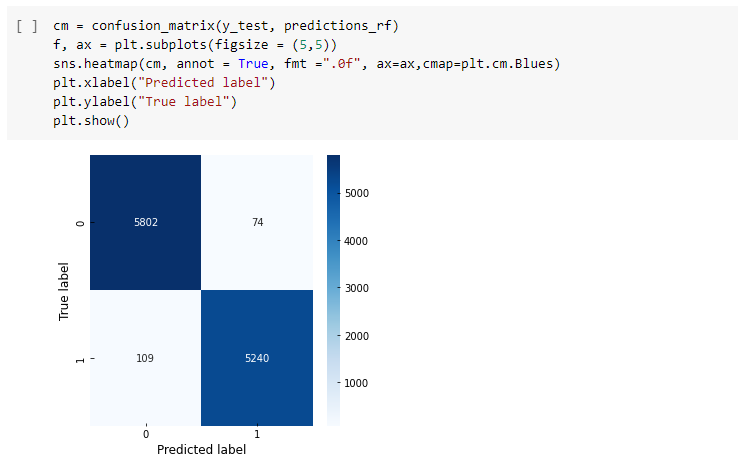 [ ] cm = confusion_matrix(y_test, predictions_rf)
f, ax = plt.subplots(figsize = (5,5))
sns.heatmap(cm, annot = True, fmt =".0f", ax=ax,cmap=plt.cm.Blues)
plt.xlabel("Predicted label")
plt.ylabel("True label")
plt.show()
5000
0
5802
74
4000
True label
3000
2000
1
109
5240
1000
0
1
Predicted label